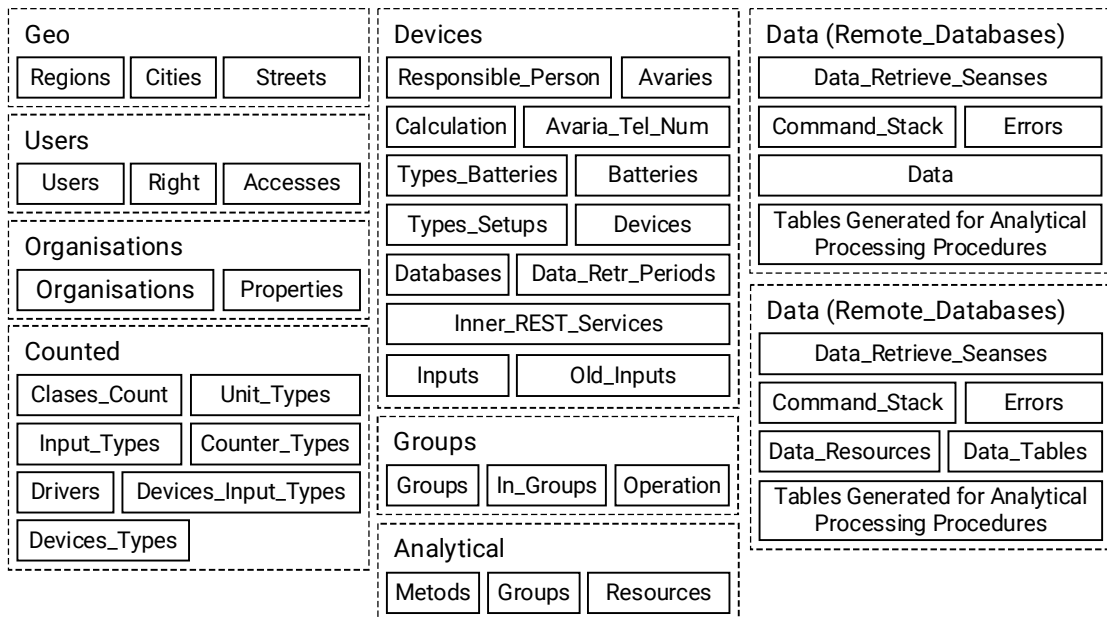 Geo
Regions
Cities
Streets
Users
Users
Right
Accesses
Organisations
Organisations
Properties
Counted
Clases_Count
Unit_Types
Input_Types
Counter_Types
Drivers
Devices_Input_Types
Devices_Types
Devices
Responsible_Person
Avaries
Calculation
Avaria_Tel_Num
Types_Batteries
Batteries
Types_Setups
Devices
Databases
Data_Retr_Periods
Inner_REST_Services
Inputs
Old_Inputs
Groups
Groups
In_Groups
Operation
Analytical
Metods
Groups
Resources
Data (Remote_Databases)
Data_Retrieve_Seanses
Command_Stack
Errors
Data
Tables Generated for Analytical
Processing Procedures
Data (Remote_Databases)
Data_Retrieve_Seanses
Command_Stack
Errors
Data_Resources
Data_Tables
Tables Generated for Analytical
Processing Procedures